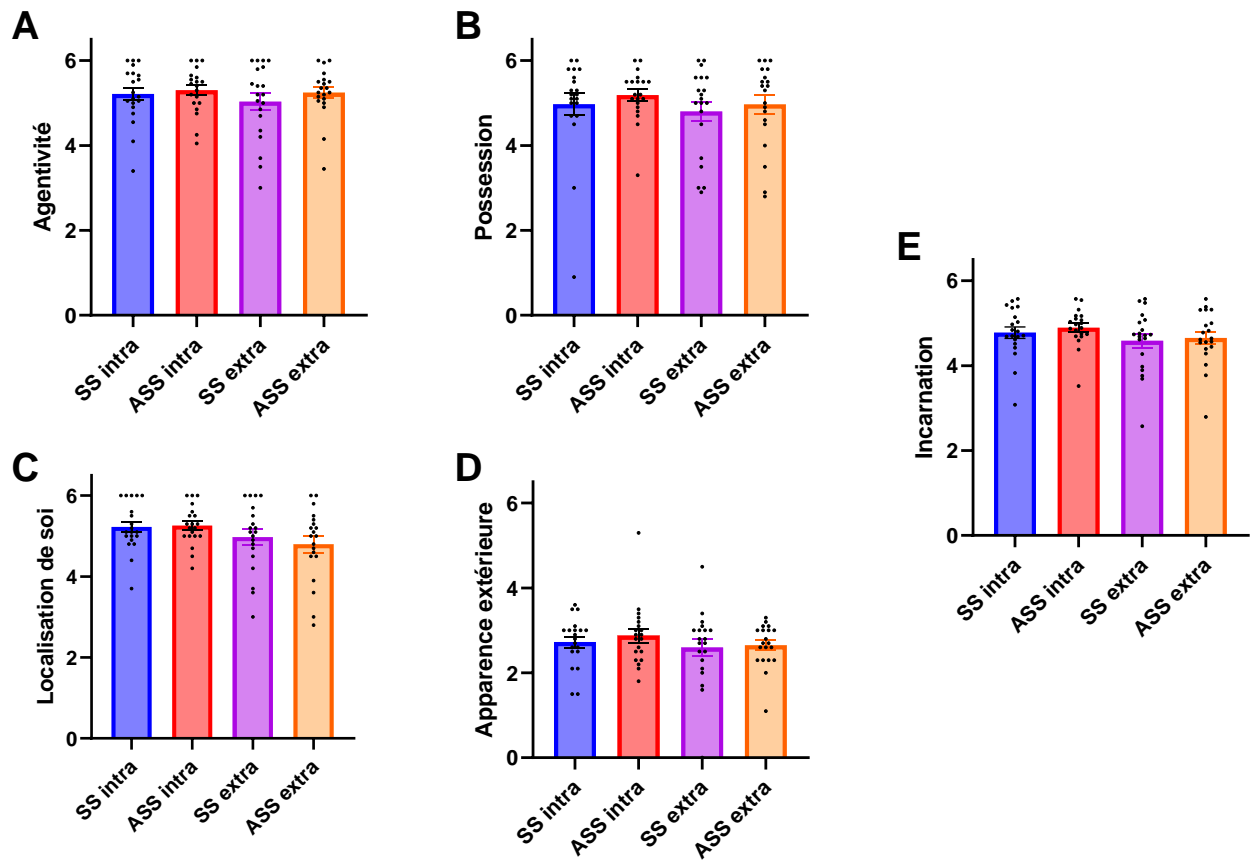 A
Agentivité
6
4
2
0
SS intra
ASS intra
SS extra
ASS extra
B
Possession
6
4
2
0
SS intra
ASS intra
SS extra
ASS extra
C
Localisation de soi
6
4
2
0
SS intra
ASS intra
SS extra
ASS extra
D
Apparence extérieure
6
4
2
0
SS intra
ASS intra
SS extra
ASS extra
E
Incarnation
6
4
2
0
SS intra
ASS intra
SS extra
ASS extra